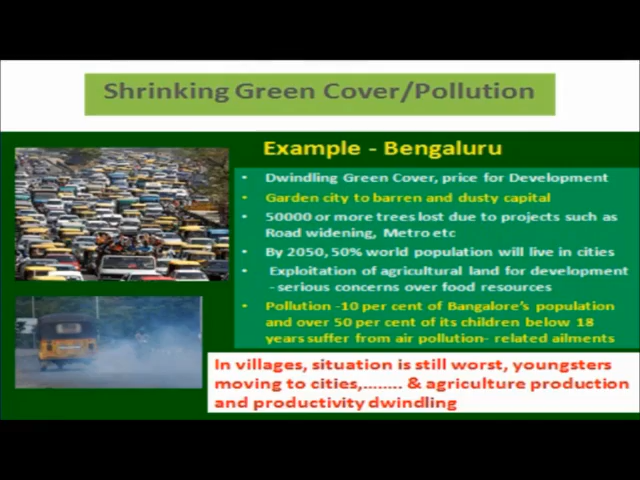 Shrinking Green Cover/Pollution
Example - Bengaluru
• Dwindling Green Cover, price for Development
• Garden city to barren and dusty capital
• 50000 or more trees lost due to projects such as
Road widening, Metro etc
• By 2050, 50% world population will live in cities
• Exploitation of agricultural land for development
- serious concerns over food resources
• Pollution -10 per cent of Bangalore's population
and over 50 per cent of its children below 18
years suffer from air pollution- related ailments
In villages, situation is still worst, youngsters
moving to cities,........ & agriculture production
and productivity dwindling